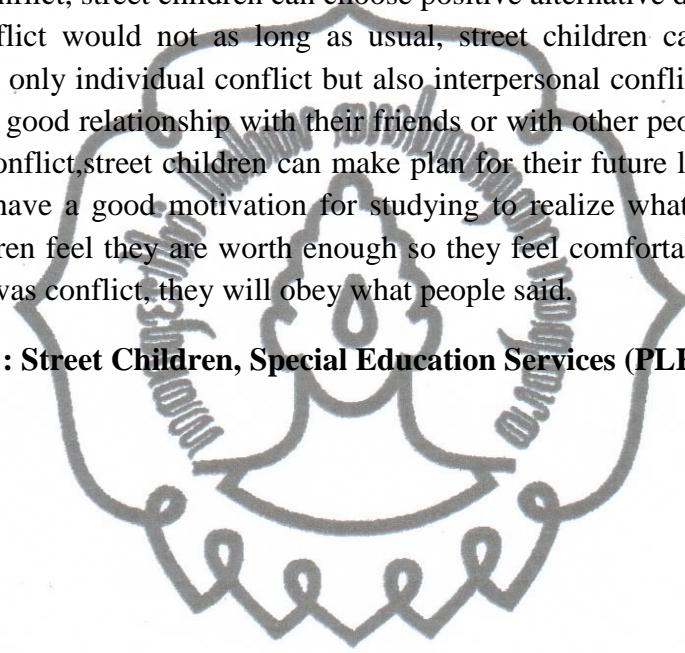 onflict, street children can choose positive alternative d
flict would not as long as usual, street children ca
only individual conflict but also interpersonal confli
good relationship with their friends or with other peo
onflict,street children can make plan for their future l
have a good motivation for studying to realize what
ren feel they are worth enough so they feel comforta
was conflict, they will obey what people said.
: Street Children, Special Education Services (PL